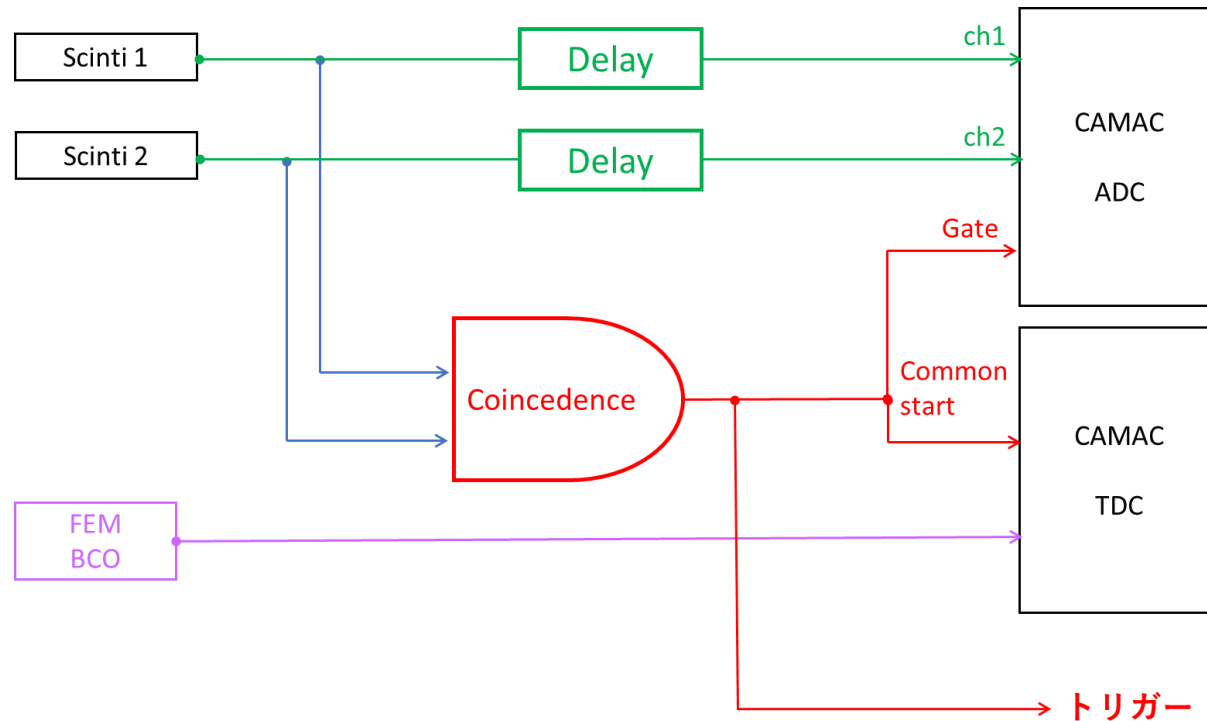 Scinti 1
Delay
ch1
Scinti 2
Delay
ch2
CAMAC
ADC
Gate
Coincedence
Common
start
CAMAC
TDC
FEM
BCO
トリガー